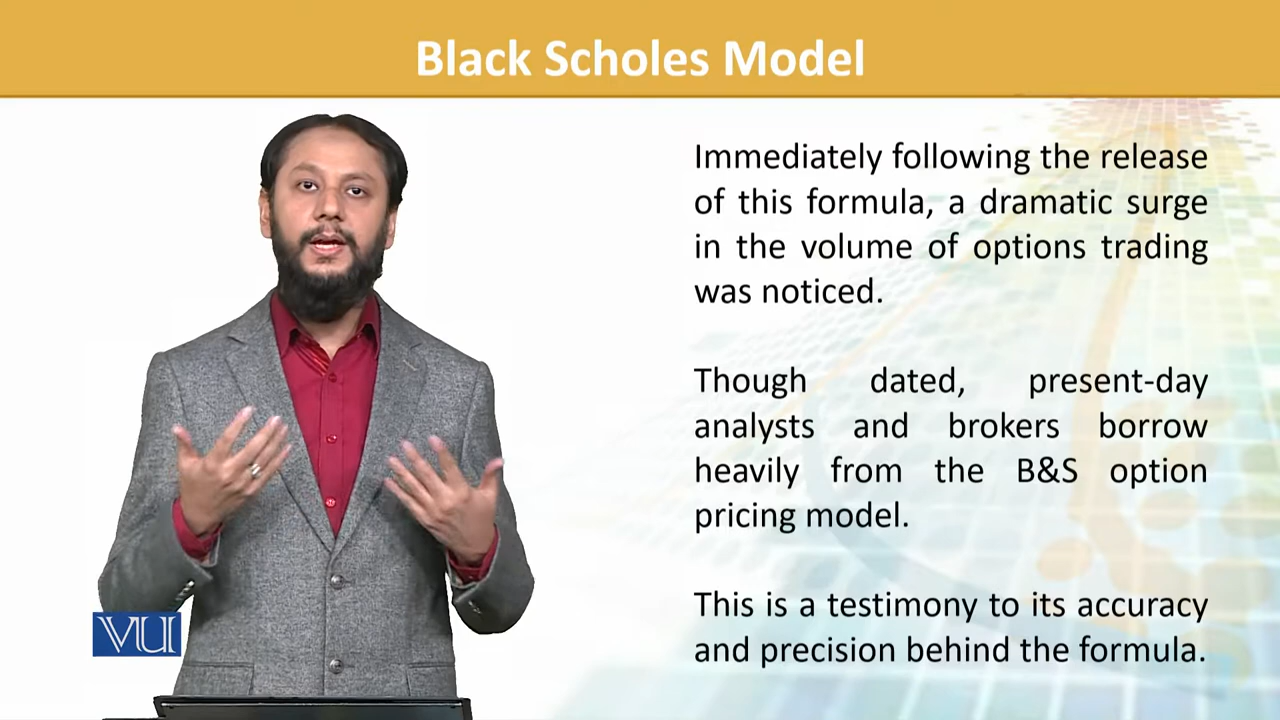 Black Scholes Model
Immediately following the release
of this formula, a dramatic surge
in the volume of options trading
was noticed.
Though dated, present-day
analysts and brokers borrow
heavily from the B&S option
pricing model.
This is a testimony to its accuracy
and precision behind the formula.
VU